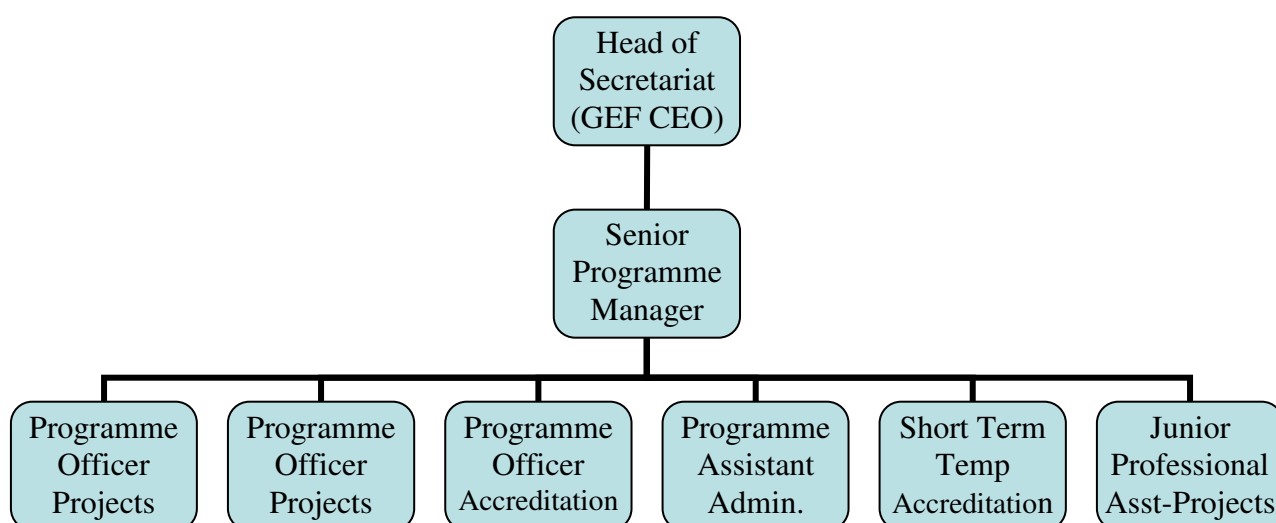 Head of
Secretariat
(GEF CEO)
Senior
Programme
Manager
Programme
Officer
Projects
Programme
Officer
Projects
Programme
Officer
Accreditation
Programme
Assistant
Admin.
Short Term
Temp
Accreditation
Junior
Professional
Asst-Projects